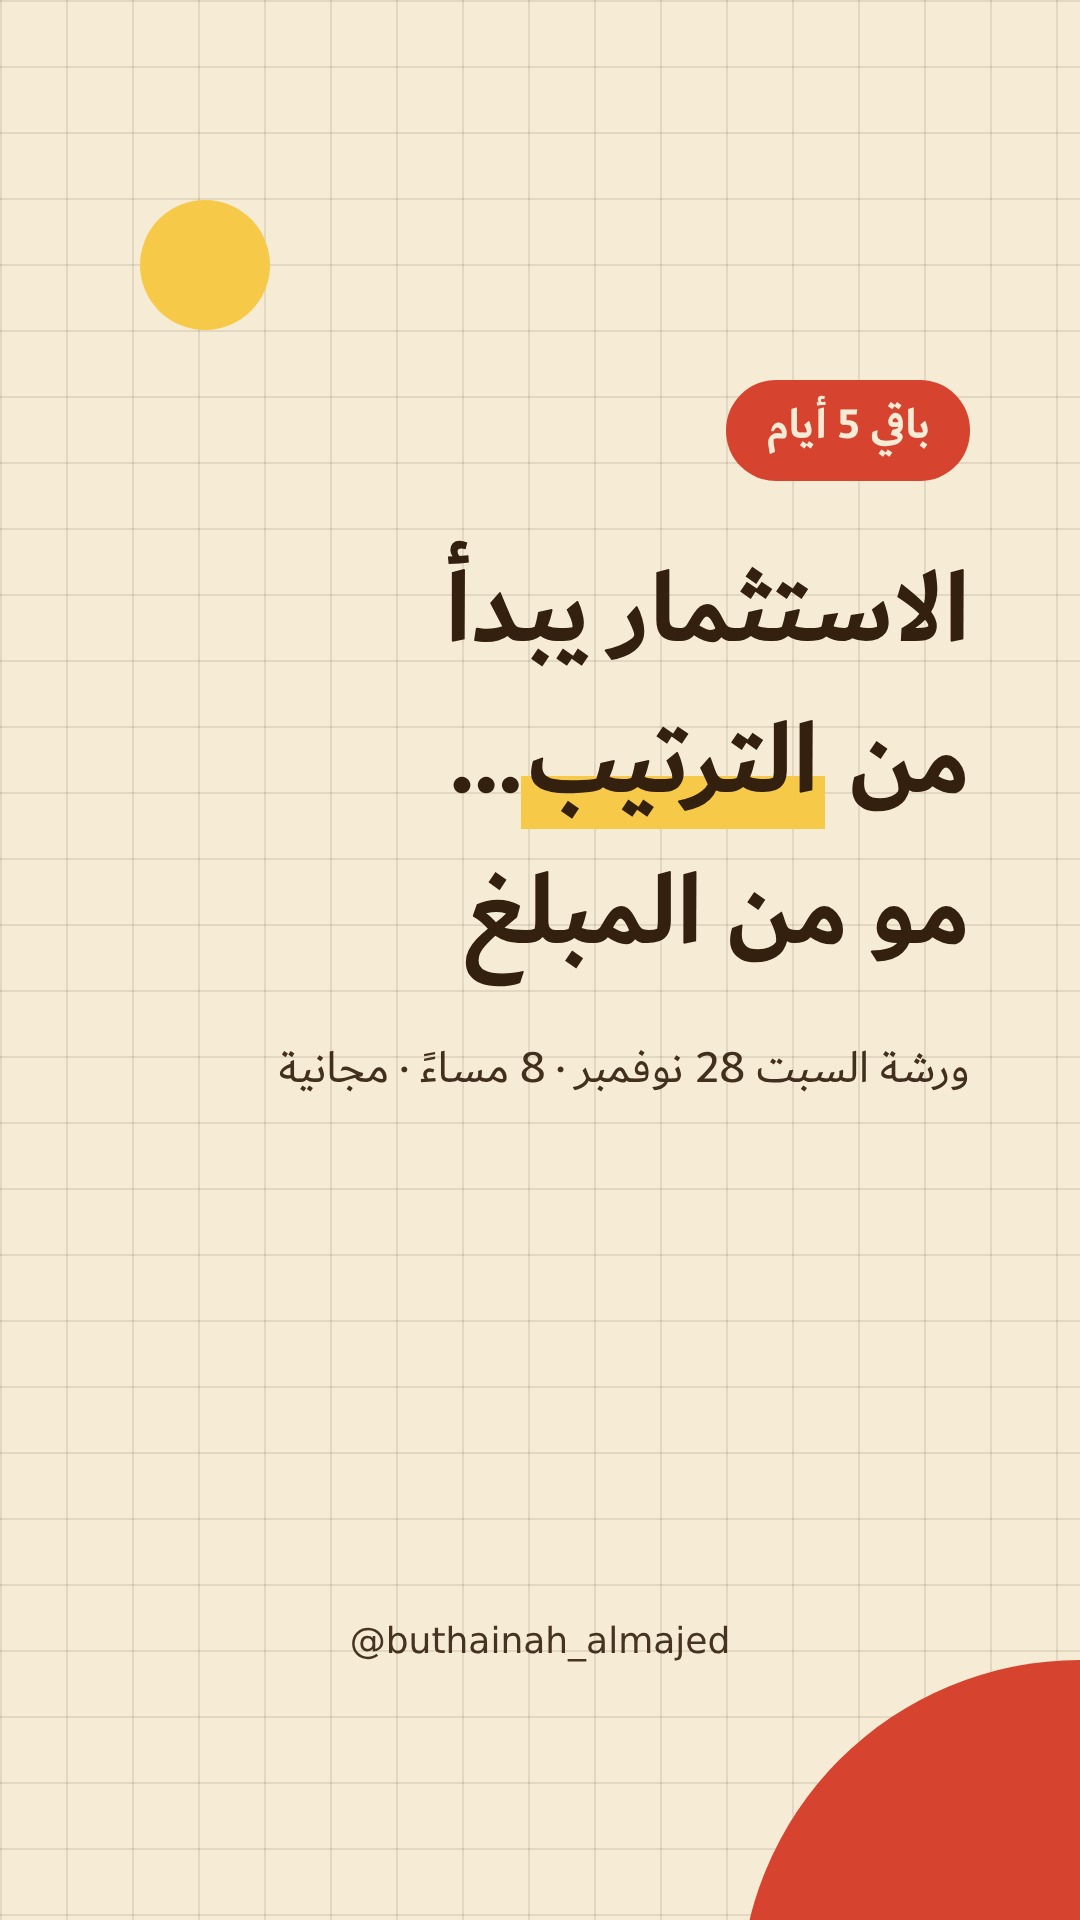 باقي 5 أيام
الاستثمار يبدأ
من الترتيب...
مو من المبلغ
ورشة السبت 28 نوفمبر · 8 مساءً · مجانية
@buthainah_almajed